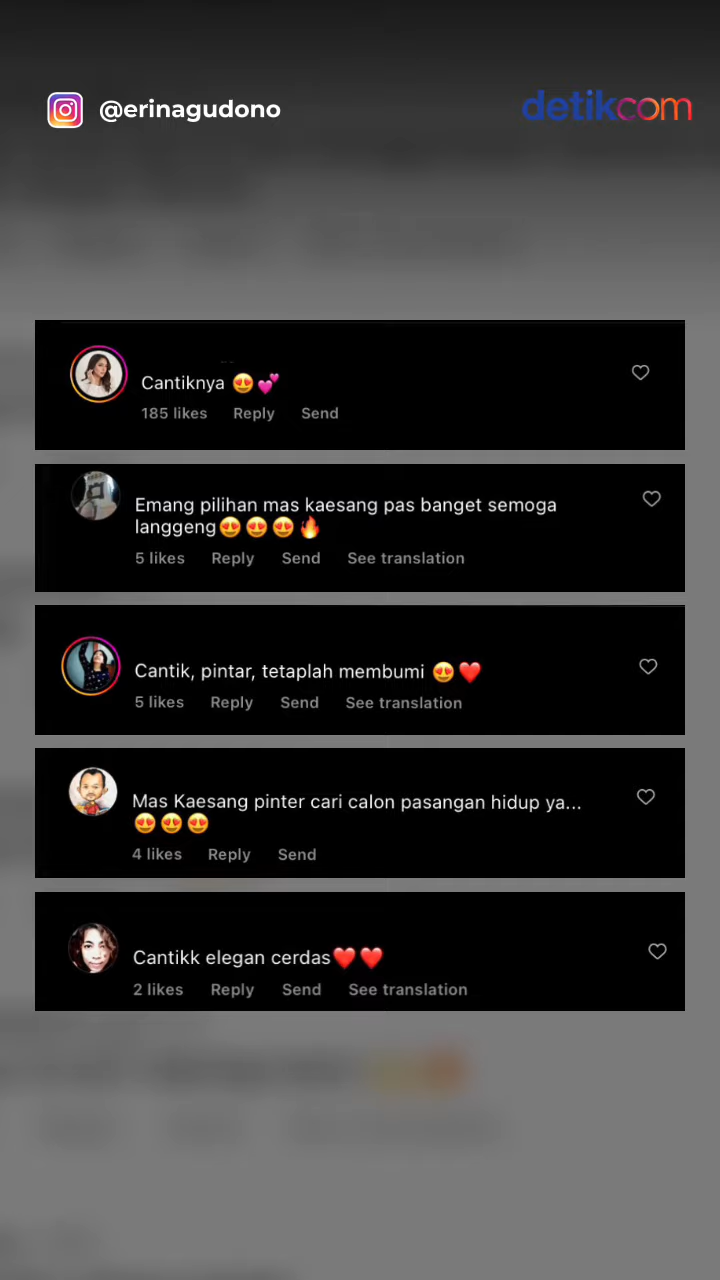 @erinagudono
detikcom
Cantiknya 😍💕
185 likes Reply Send
Emang pilihan mas kaesang pas banget semoga
langgeng😍😍😍🔥
5 likes Reply Send See translation
Cantik, pintar, tetaplah membumi 😍❤️
5 likes Reply Send See translation
Mas Kaesang pinter cari calon pasangan hidup ya...
😍😍😍
4 likes Reply Send
Cantikk elegan cerdas❤️❤️
2 likes Reply Send See translation